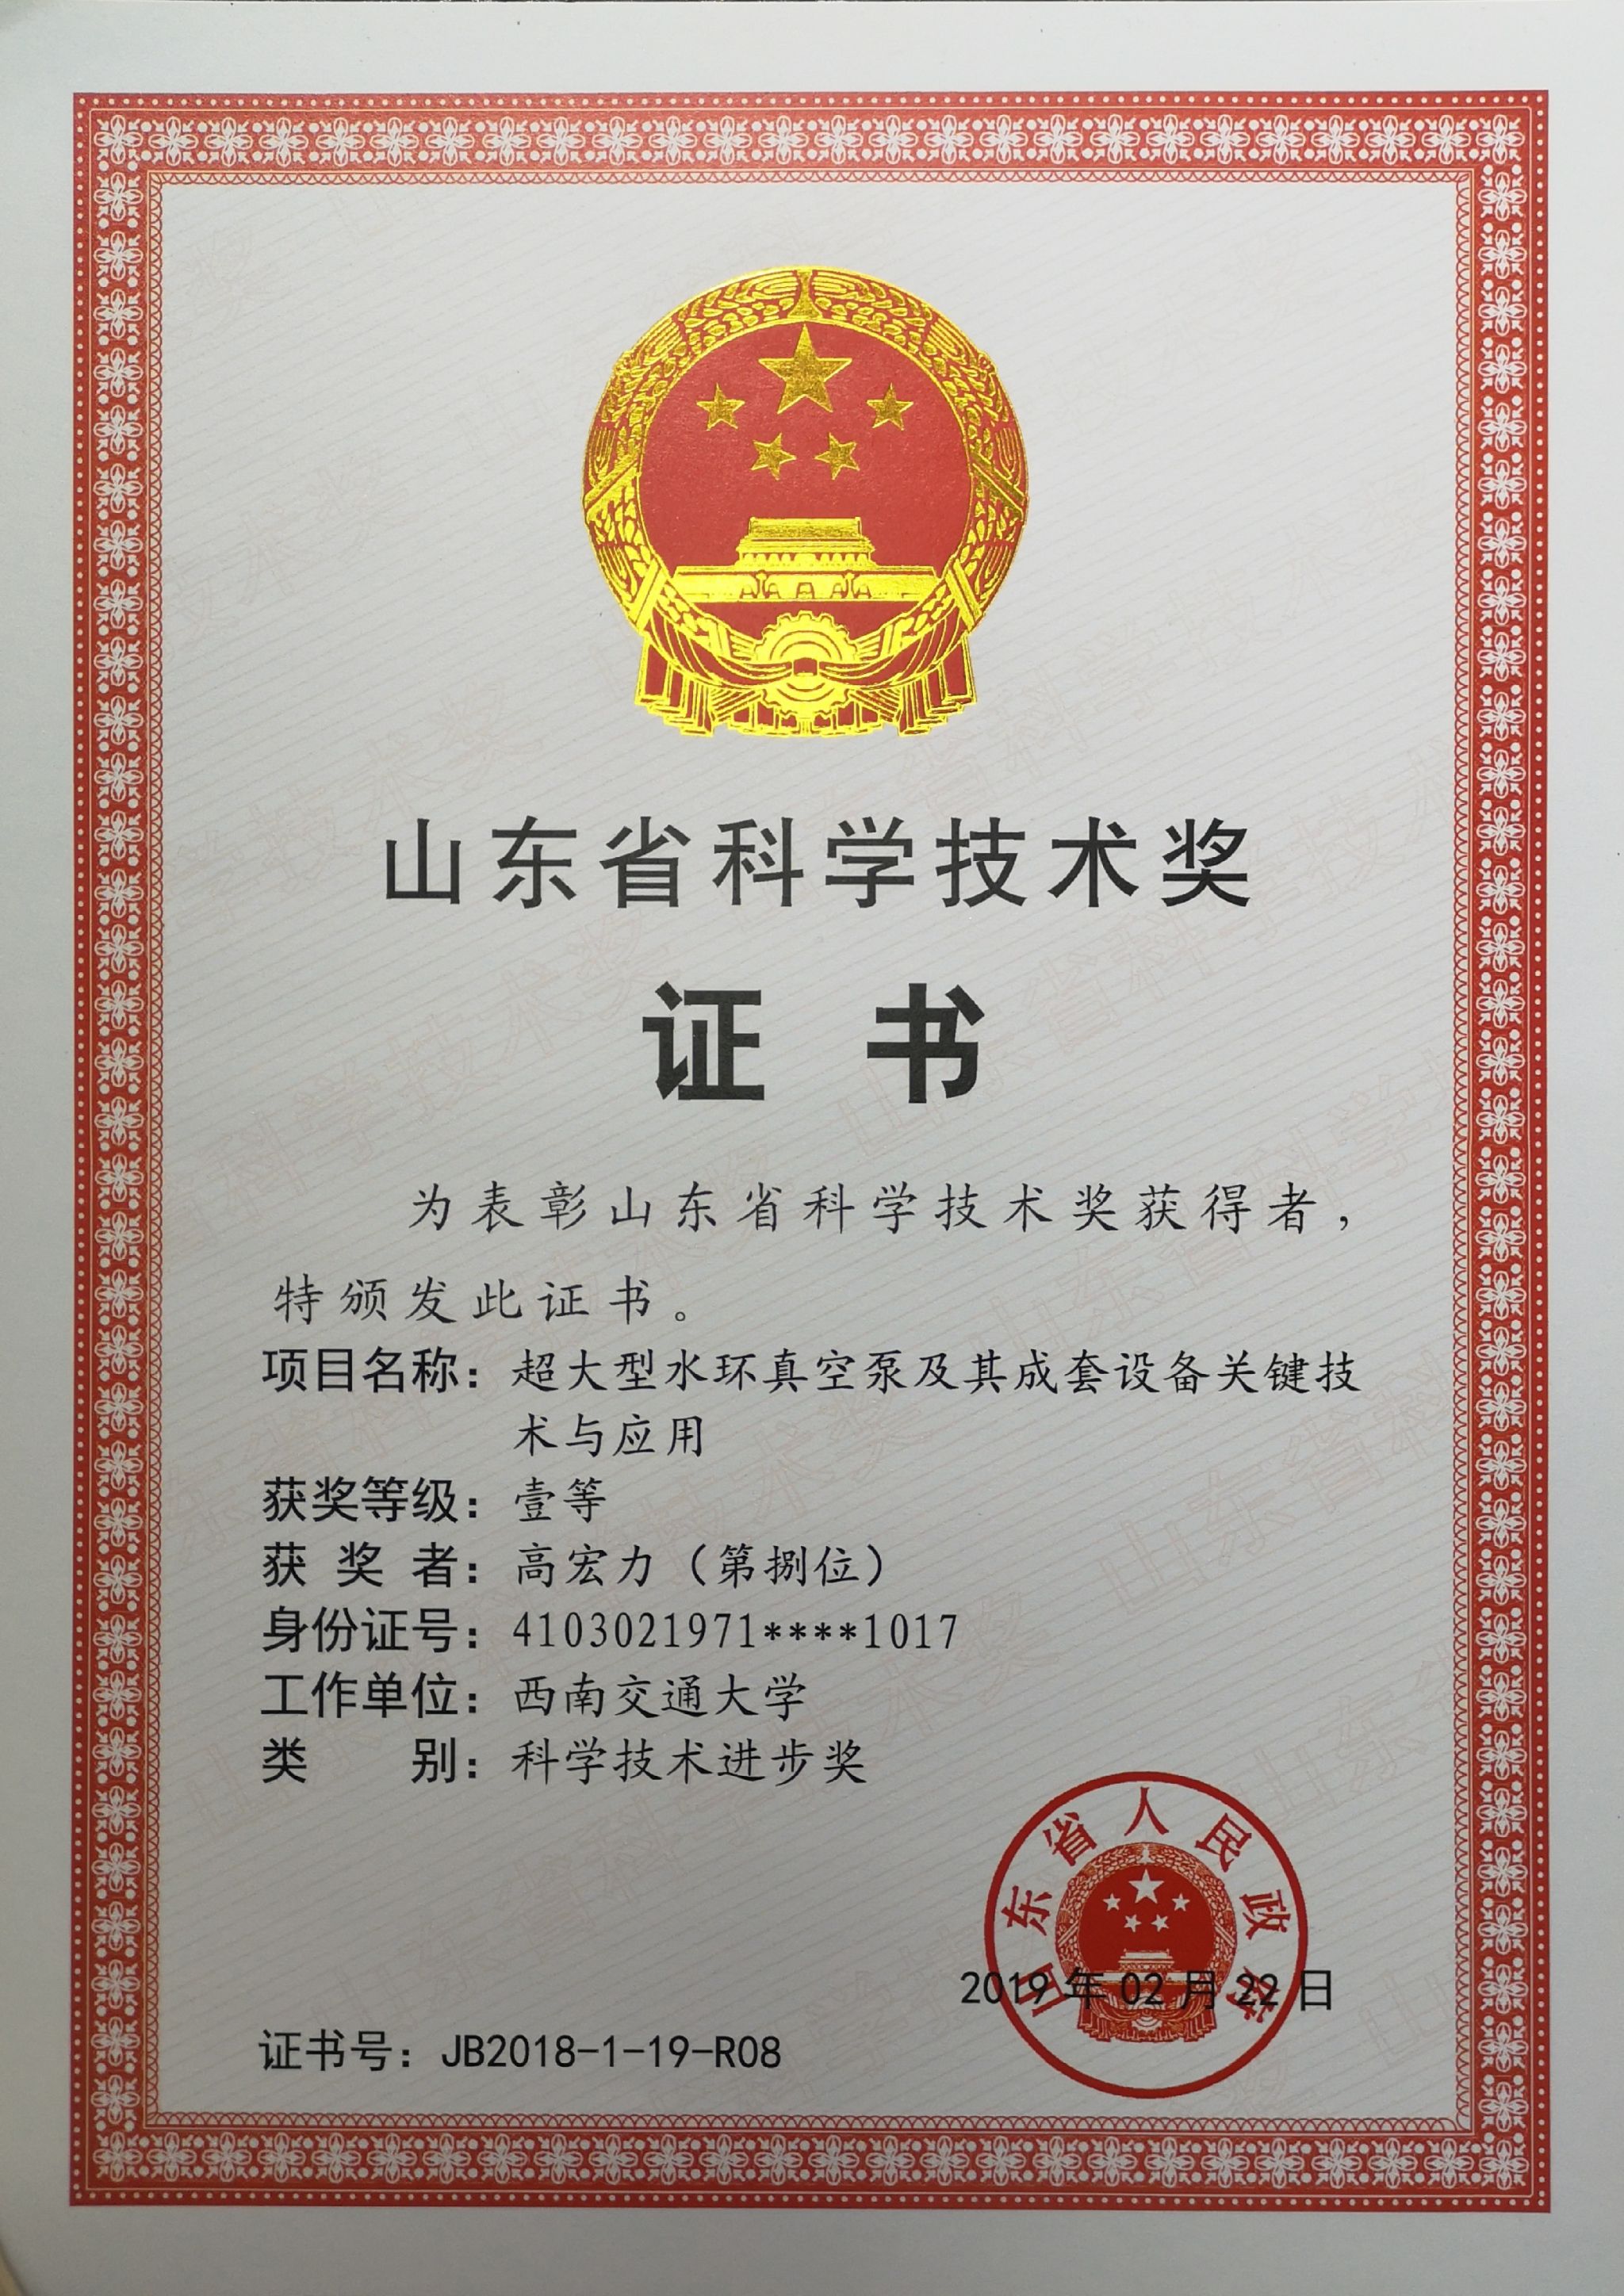 山东省科学技术奖
证书
为表彰山东省科学技术奖获得者，
特颁发此证书。
项目名称：超大型水环真空泵及其成套设备关键技
术与应用
获奖等级：壹等
获奖者：高宏力（第捌位）
身份证号：4103021971****1017
工作单位：西南交通大学
类别：科学技术进步奖
山东省人民政府
2019年02月22日
证书号：JB2018-1-19-R08